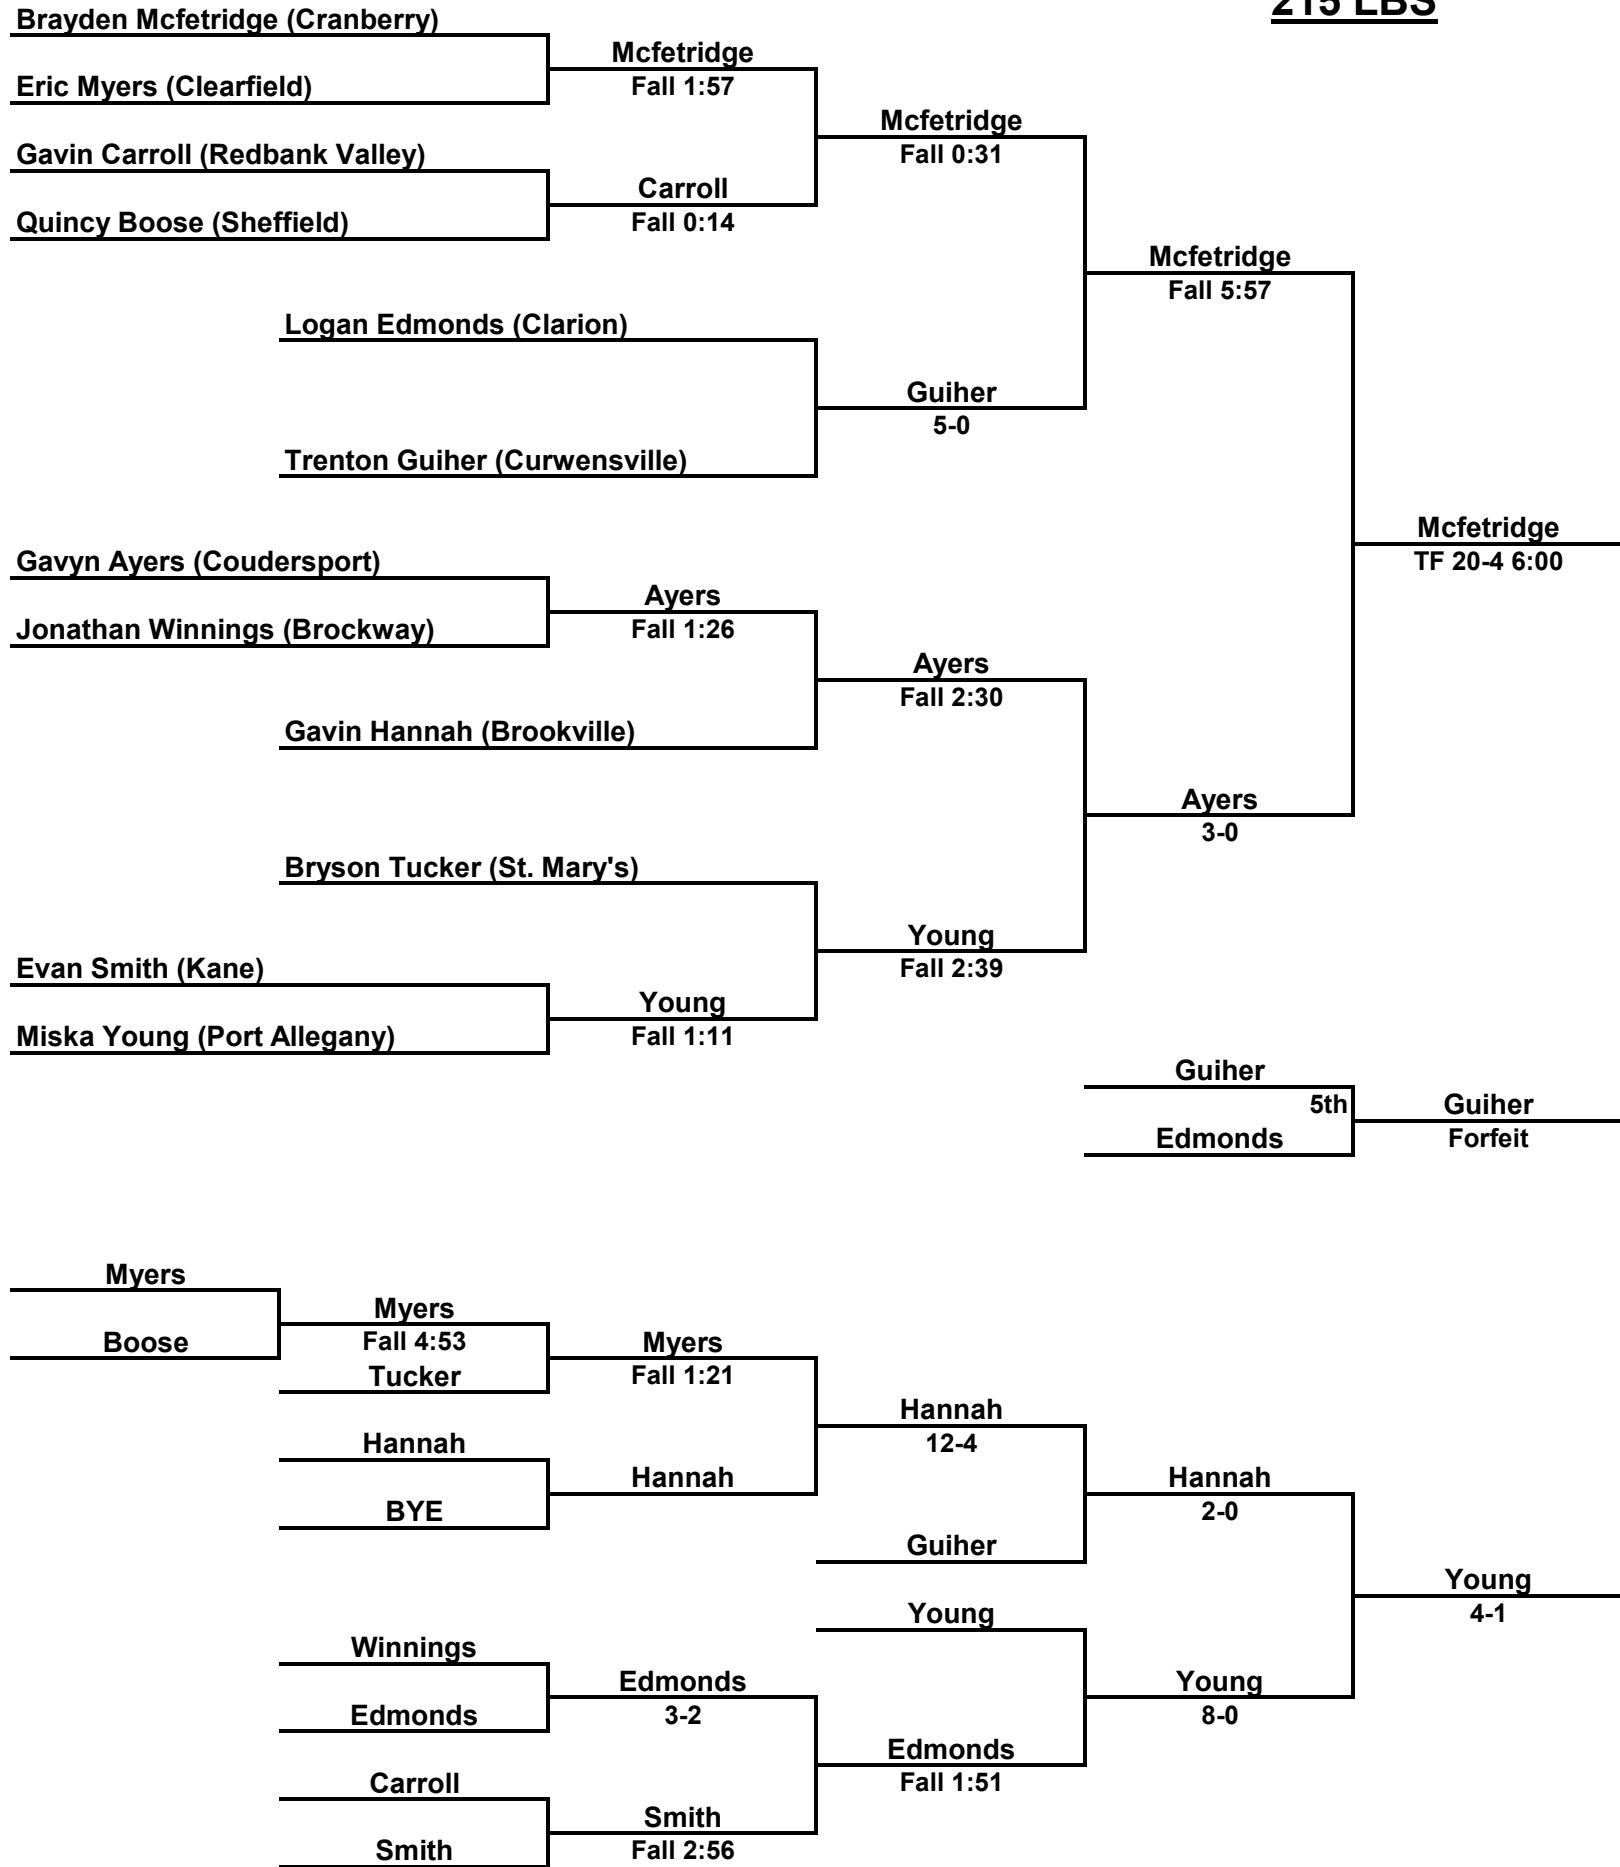 215 LBS
Brayden Mcfetridge (Cranberry)
Mcfetridge
Fall 1:57
Eric Myers (Clearfield)
Mcfetridge
Fall 0:31
Gavin Carroll (Redbank Valley)
Carroll
Fall 0:14
Quincy Boose (Sheffield)
Mcfetridge
Fall 5:57
Logan Edmonds (Clarion)
Guiher
5-0
Trenton Guiher (Curwensville)
Mcfetridge
TF 20-4 6:00
Gavyn Ayers (Coudersport)
Ayers
Fall 1:26
Jonathan Winnings (Brockway)
Ayers
Fall 2:30
Gavin Hannah (Brookville)
Ayers
3-0
Bryson Tucker (St. Mary's)
Young
Fall 2:39
Evan Smith (Kane)
Young
Fall 1:11
Miska Young (Port Allegany)
Guiher
5th
Guiher
Forfeit
Edmonds
Myers
Myers
Fall 4:53
Boose
Myers
Fall 1:21
Tucker
Hannah
12-4
Hannah
Hannah
BYE
Hannah
2-0
Guiher
Young
4-1
Young
Winnings
Edmonds
3-2
Edmonds
Young
8-0
Edmonds
Fall 1:51
Carroll
Smith
Fall 2:56
Smith